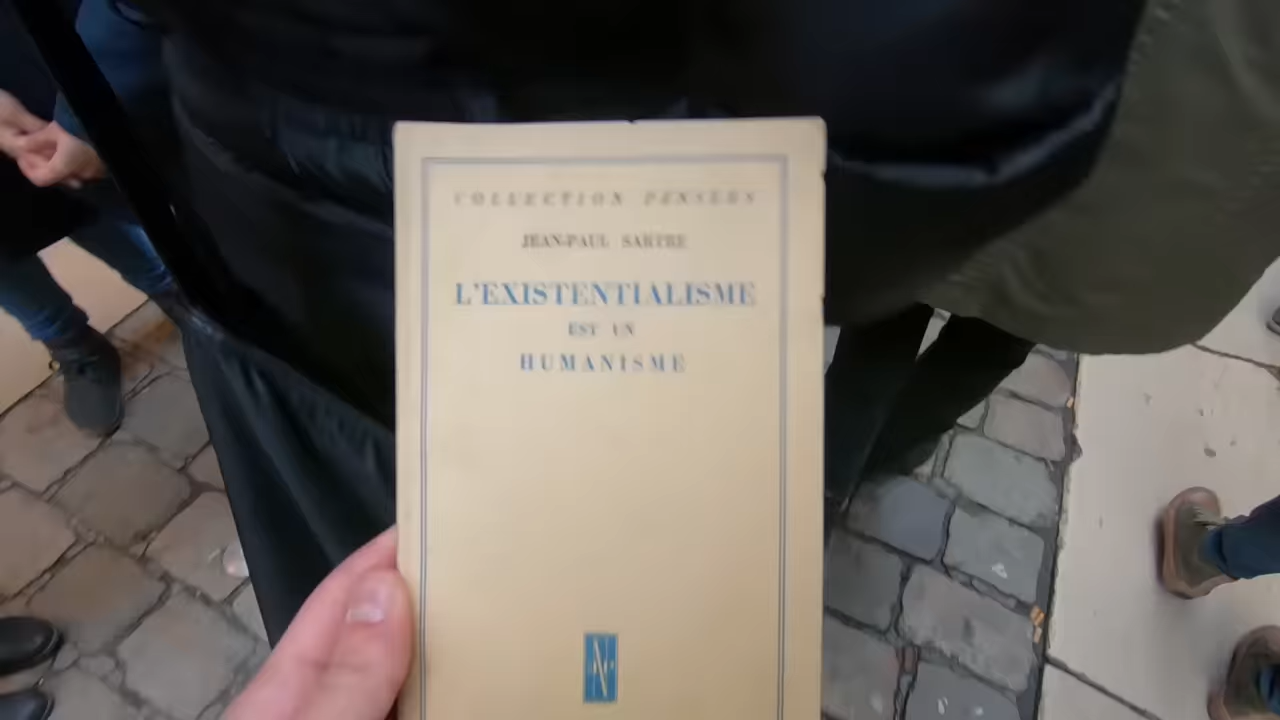 COLLECTION PENSÉES
JEAN-PAUL SARTRE
L'EXISTENTIALISME
EST UN
HUMANISME
N